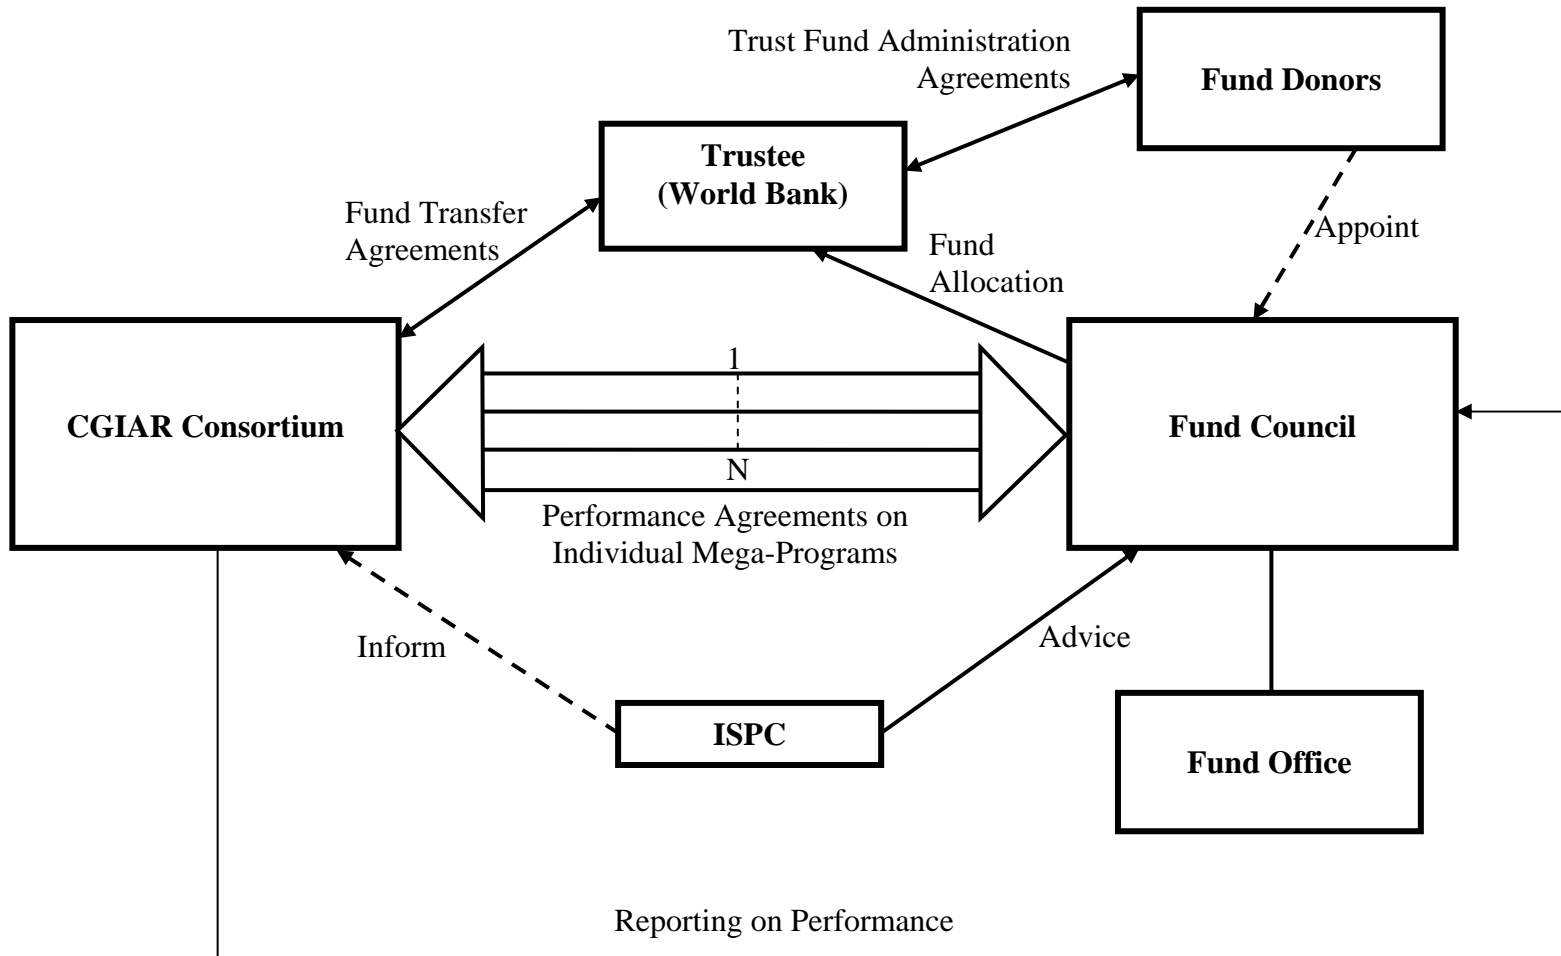 Trust Fund Administration
Agreements
Fund Donors
Trustee
(World Bank)
Fund Transfer
Agreements
Fund
Allocation
Appoint
CGIAR Consortium
1
N
Fund Council
Performance Agreements on
Individual Mega-Programs
Inform
Advice
ISPC
Fund Office
Reporting on Performance